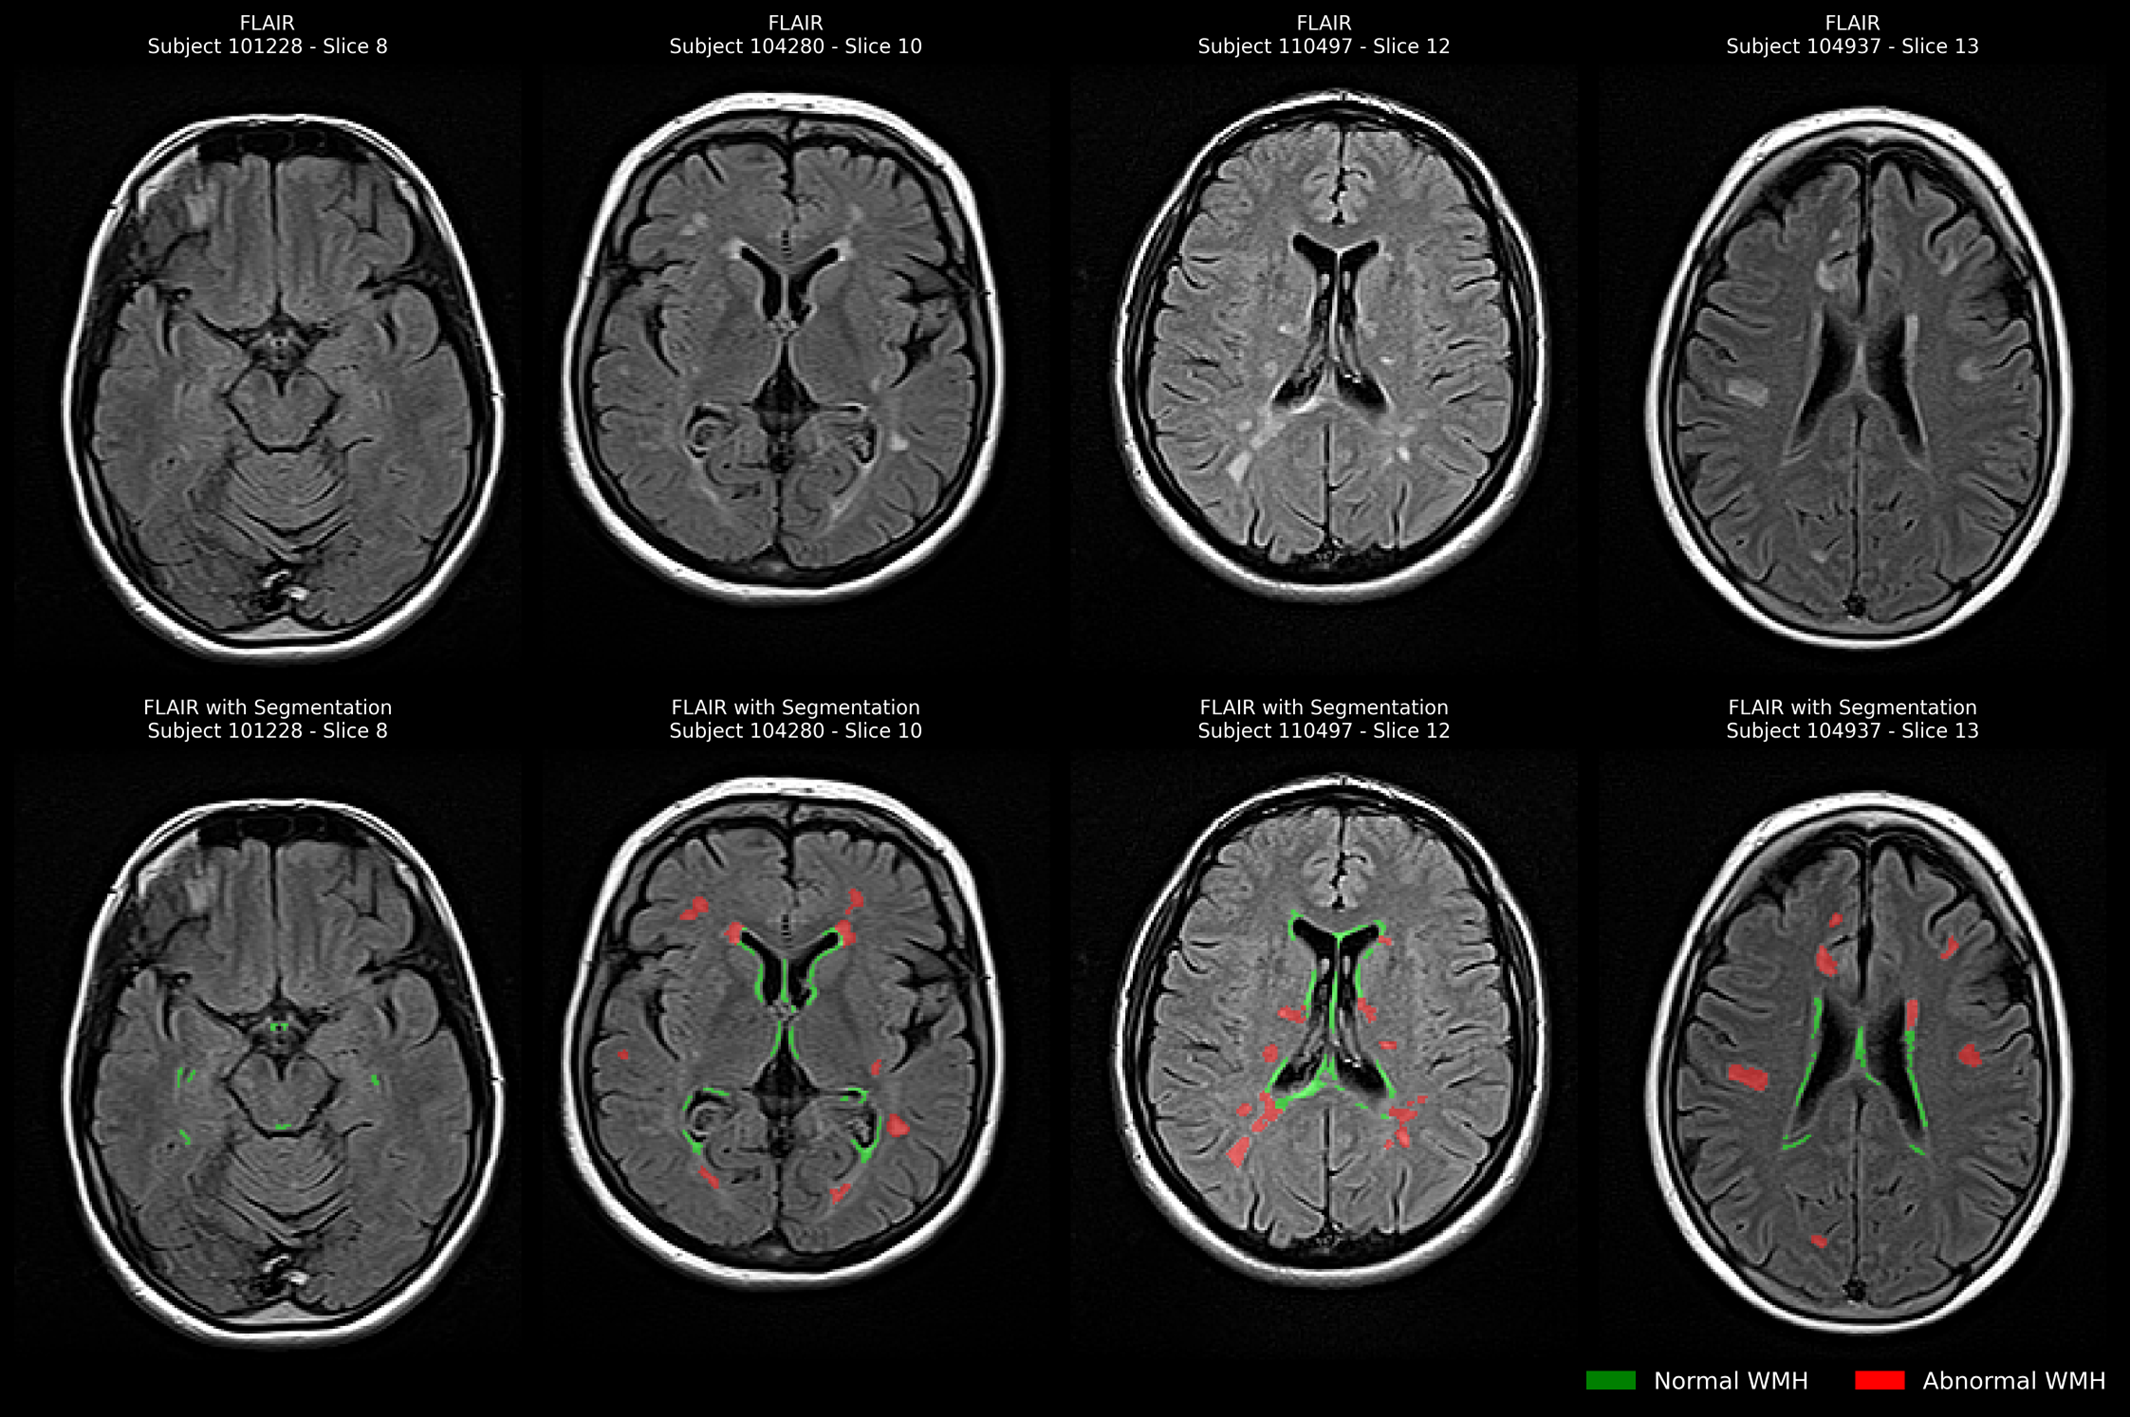 FLAIR
Subject 101228 - Slice 8
FLAIR
Subject 104280 - Slice 10
FLAIR
Subject 110497 - Slice 12
FLAIR
Subject 104937 - Slice 13
FLAIR with Segmentation
Subject 101228 - Slice 8
FLAIR with Segmentation
Subject 104280 - Slice 10
FLAIR with Segmentation
Subject 110497 - Slice 12
FLAIR with Segmentation
Subject 104937 - Slice 13
Normal WMH
Abnormal WMH